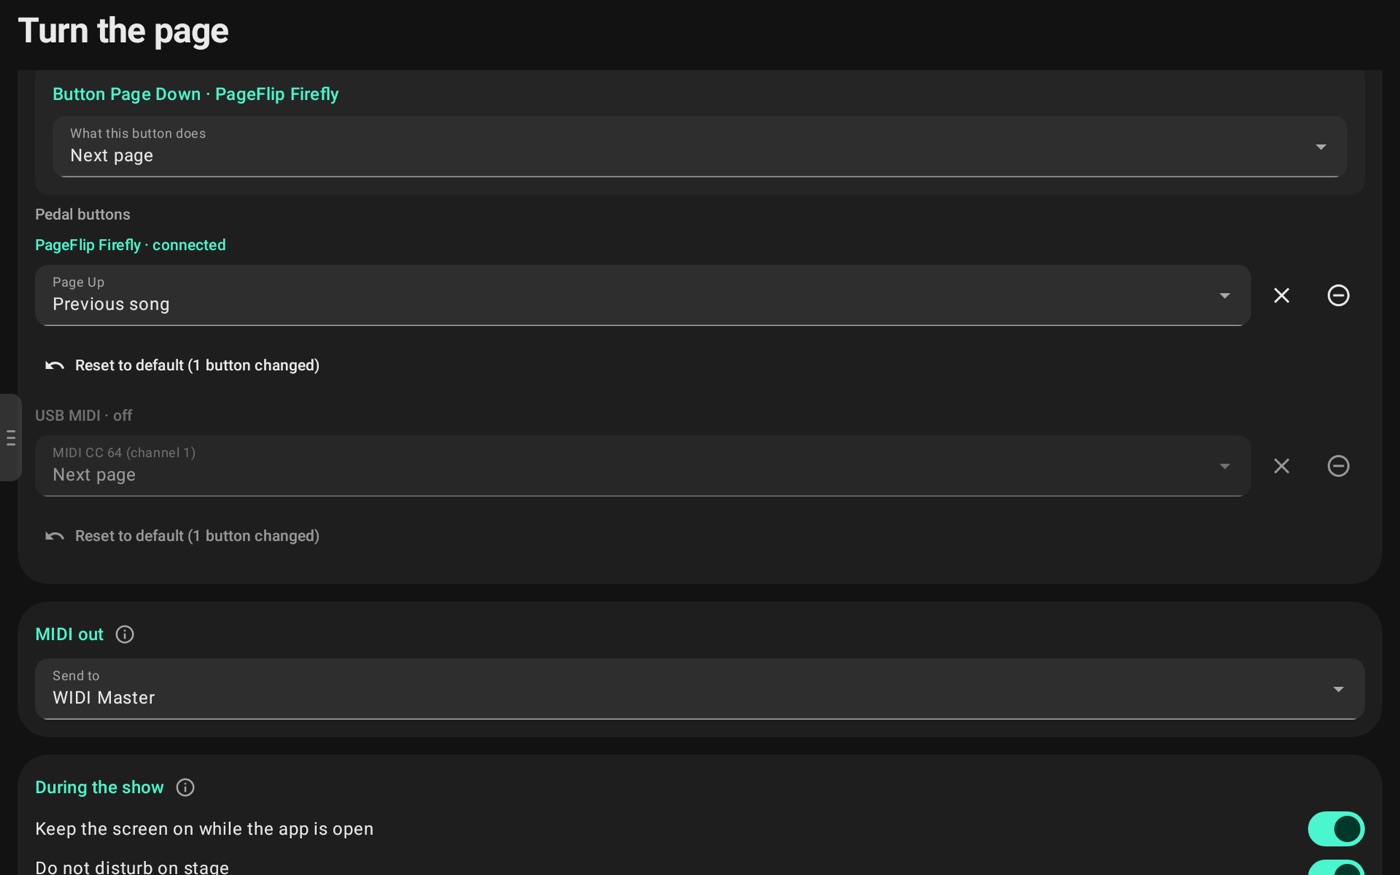 Turn the page
Button Page Down · PageFlip Firefly
What this button does
Next page
Pedal buttons
PageFlip Firefly · connected
Page Up
Previous song
Reset to default (1 button changed)
USB MIDI · off
MIDI CC 64 (channel 1)
Next page
Reset to default (1 button changed)
MIDI out
Send to
WIDI Master
During the show
Keep the screen on while the app is open
Do not disturb on stage